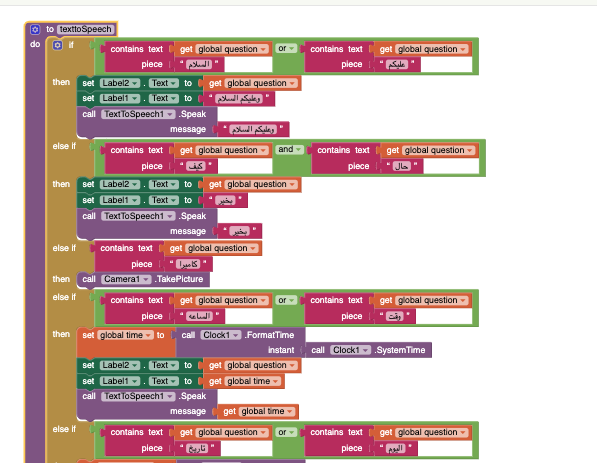 to texttoSpeech
do if contains text get global question or contains text get global question
piece " السلام " piece " عليكم "
then set Label2 . Text to get global question
set Label1 . Text to " وعليكم السلام "
call TextToSpeech1 .Speak
message " وعليكم السلام "
else if contains text get global question and contains text get global question
piece " كيف " piece " حال "
then set Label2 . Text to get global question
set Label1 . Text to " بخير "
call TextToSpeech1 .Speak
message " بخير "
else if contains text get global question
piece " كاميرا "
then call Camera1 .TakePicture
else if contains text get global question or contains text get global question
piece " الساعه " piece " وقت "
then set global time to call Clock1 .FormatTime
instant call Clock1 .SystemTime
set Label2 . Text to get global question
set Label1 . Text to get global time
call TextToSpeech1 .Speak
message get global time
else if contains text get global question or contains text get global question
piece " تاريخ " piece " اليوم "